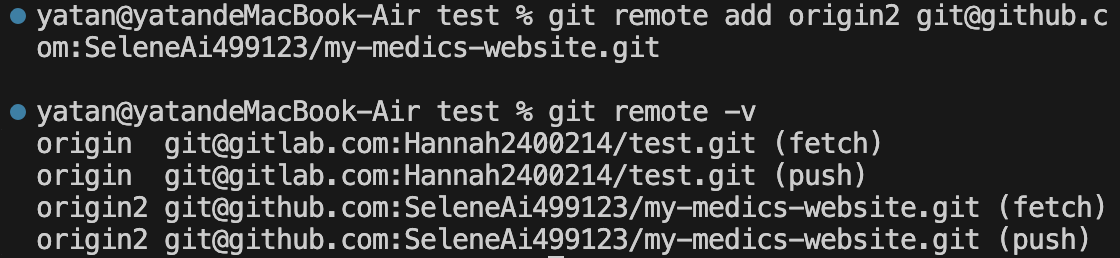 yatan@yatandeMacBook-Air test % git remote add origin2 git@github.c
om:SeleneAi499123/my-medics-website.git
yatan@yatandeMacBook-Air test % git remote -v
origin  git@gitlab.com:Hannah2400214/test.git (fetch)
origin  git@gitlab.com:Hannah2400214/test.git (push)
origin2 git@github.com:SeleneAi499123/my-medics-website.git (fetch)
origin2 git@github.com:SeleneAi499123/my-medics-website.git (push)